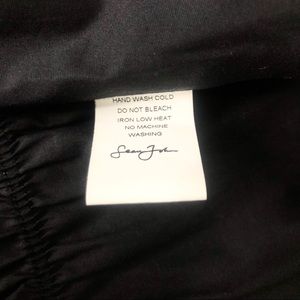 HAND WASH COLD
DO NOT BLEACH
IRON LOW HEAT
NO MACHINE
WASHING
Sean John